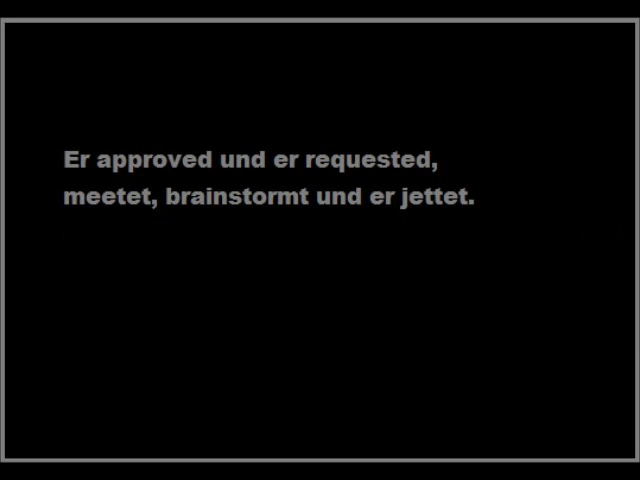 Er approved und er requested,
meetet, brainstormt und er jettet.